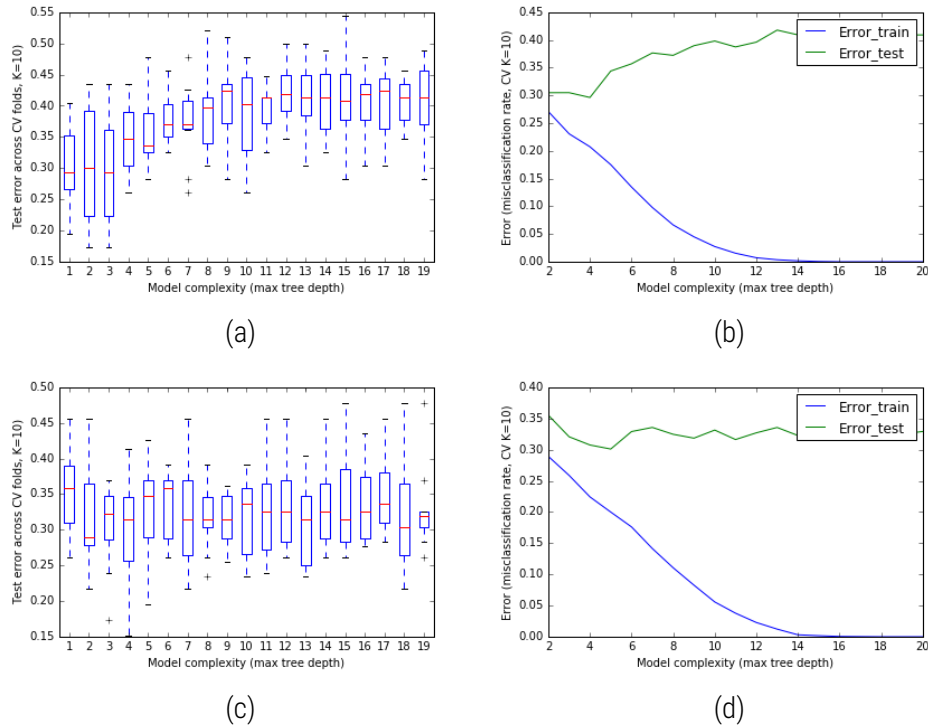 0.55
0.50
0.45
0.40
0.35
0.30
0.25
0.20
0.15
Test error across CV folds, K=10)
1 2 3 4 5 6 7 8 9 10 11 12 13 14 15 16 17 18 19
Model complexity (max tree depth)
(a)
0.45
0.40
0.35
0.30
0.25
0.20
0.15
0.10
0.05
0.00
Error (misclassification rate, CV K=10)
Error_train
Error_test
2 4 6 8 10 12 14 16 18 20
Model complexity (max tree depth)
(b)
0.50
0.45
0.40
0.35
0.30
0.25
0.20
0.15
Test error across CV folds, K=10)
1 2 3 4 5 6 7 8 9 10 11 12 13 14 15 16 17 18 19
Model complexity (max tree depth)
(c)
0.40
0.35
0.30
0.25
0.20
0.15
0.10
0.05
0.00
Error (misclassification rate, CV K=10)
Error_train
Error_test
2 4 6 8 10 12 14 16 18 20
Model complexity (max tree depth)
(d)